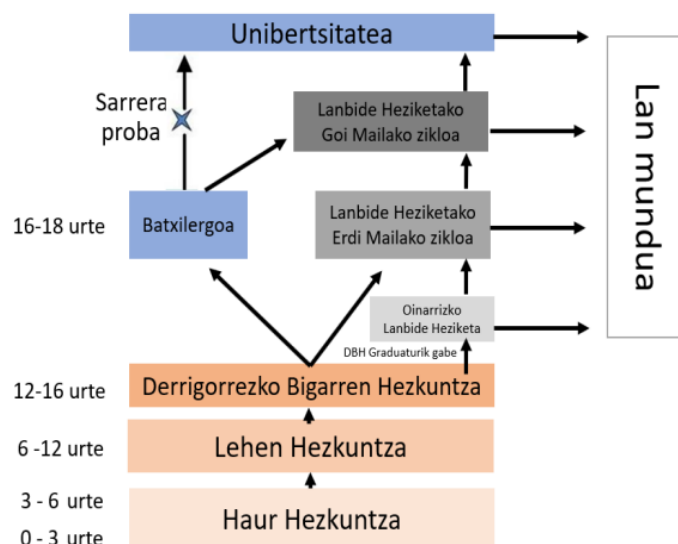 Unibertsitatea
Sarrera
proba
Lanbide Heziketako
Goi Mailako zikloa
Lan mundua
16-18 urte
Batxilergoa
Lanbide Heziketako
Erdi Mailako zikloa
Oinarrizko
Lanbide Heziketa
DBH Graduaturik gabe
12-16 urte
Derrigorrezko Bigarren Hezkuntza
6 -12 urte
Lehen Hezkuntza
3 - 6 urte
Haur Hezkuntza
0 - 3 urte